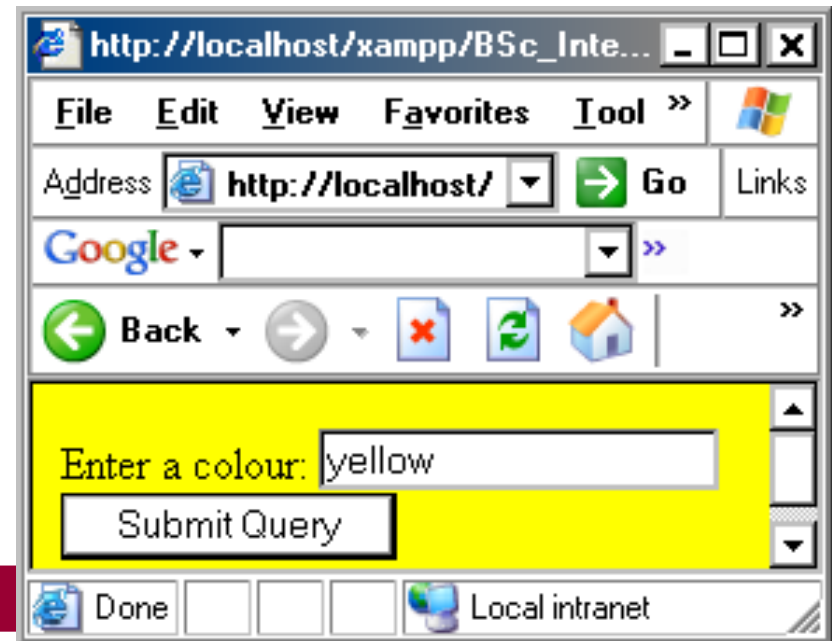 http://localhost/xampp/BSc_Inte...
File Edit View Favorites Tool »
Address http://localhost/ Go Links
Google »
Back »
Enter a colour: yellow
Submit Query
Done Local intranet